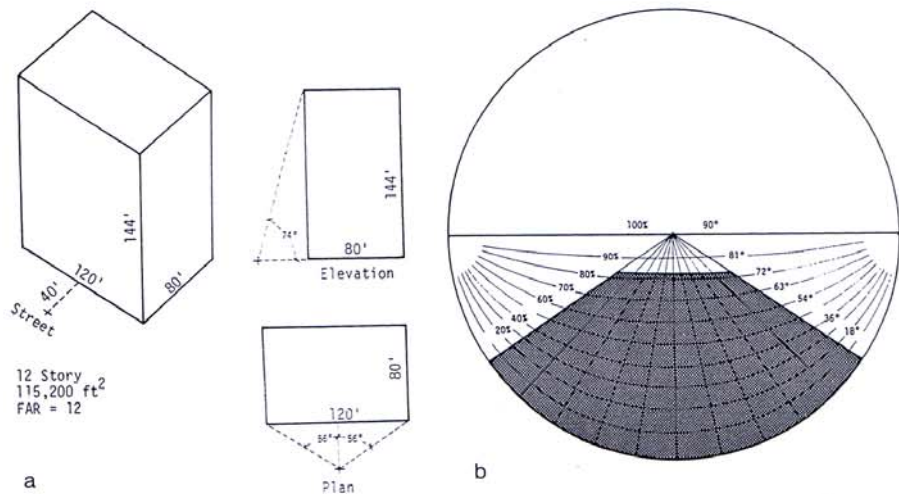 144'
120'
80'
40'
Street
12 Story
115,200 ft2
FAR = 12
a
74°
144'
80'
Elevation
80'
120'
56° 56°
Plan
b
100% 90°
90% 81°
80% 72°
70% 63°
60% 54°
40% 36°
20% 18°